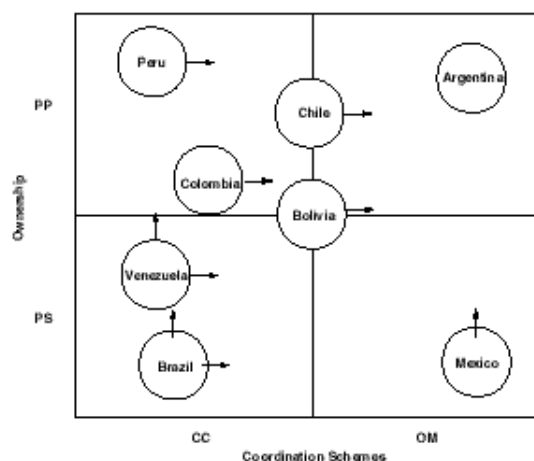 Peru
Argentina
PP
Chile
Colombia
Ownership
Bolivia
Venezuela
PS
Brazil
Mexico
CC
OM
Coordination Schemes